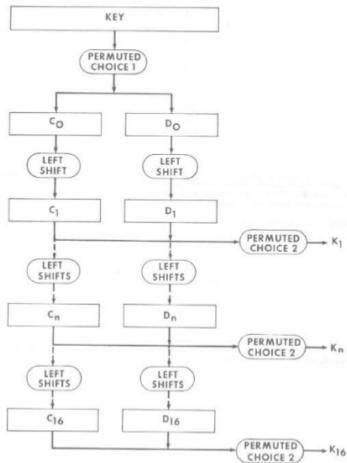 KEY
PERMUTED
CHOICE 1
C0 D0
LEFT
SHIFT
LEFT
SHIFT
C1 D1
PERMUTED
CHOICE 2
K1
LEFT
SHIFTS
LEFT
SHIFTS
Cn Dn
PERMUTED
CHOICE 2
Kn
LEFT
SHIFTS
LEFT
SHIFTS
C16 D16
PERMUTED
CHOICE 2
K16